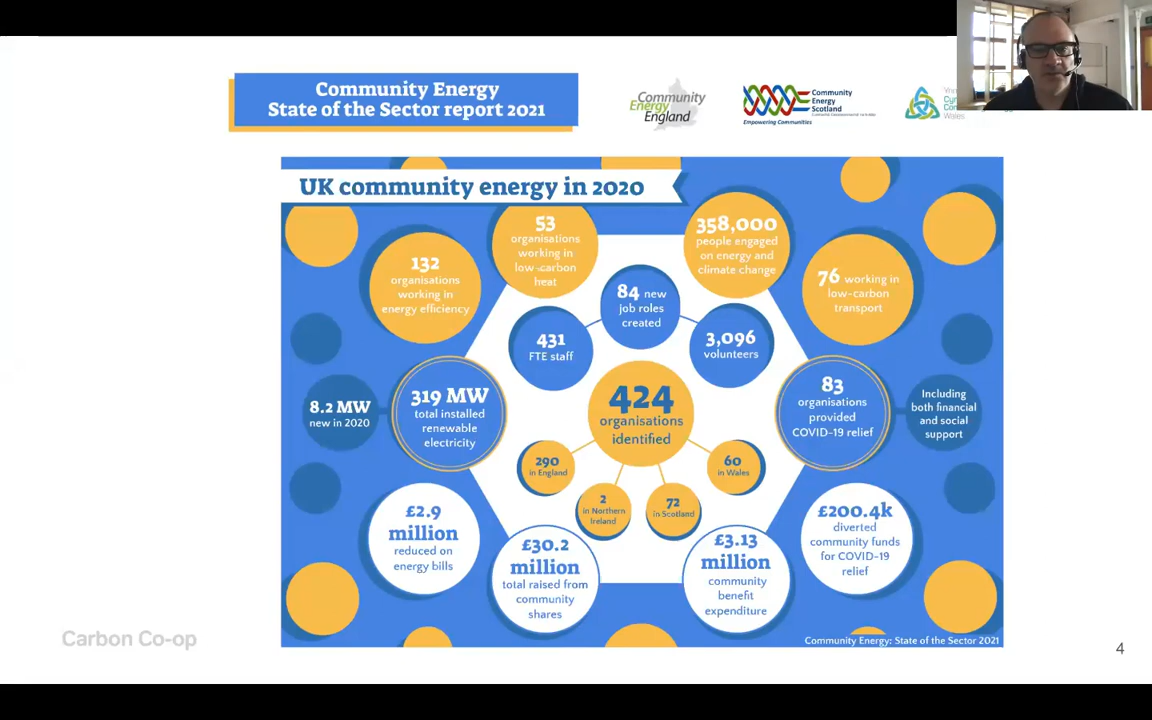 Community Energy
State of the Sector report 2021
Community
Energy
England
Community
Energy
Scotland
Empowering Communities
Wales
UK community energy in 2020
53
organisations
working in
low-carbon
heat
358,000
people engaged
on energy and
climate change
132
organisations
working in
energy efficiency
76 working in
low-carbon
transport
84 new
job roles
created
431
FTE staff
3,096
volunteers
8.2 MW
new in 2020
319 MW
total installed
renewable
electricity
424
organisations
identified
83
organisations
provided
COVID-19 relief
Including
both financial
and social
support
290
in England
60
in Wales
2
in Northern
Ireland
72
in Scotland
£2.9
million
reduced on
energy bills
£30.2
million
total raised from
community
shares
£3.13
million
community
benefit
expenditure
£200.4k
diverted
community funds
for COVID-19
relief
Community Energy: State of the Sector 2021
Carbon Co-op
4